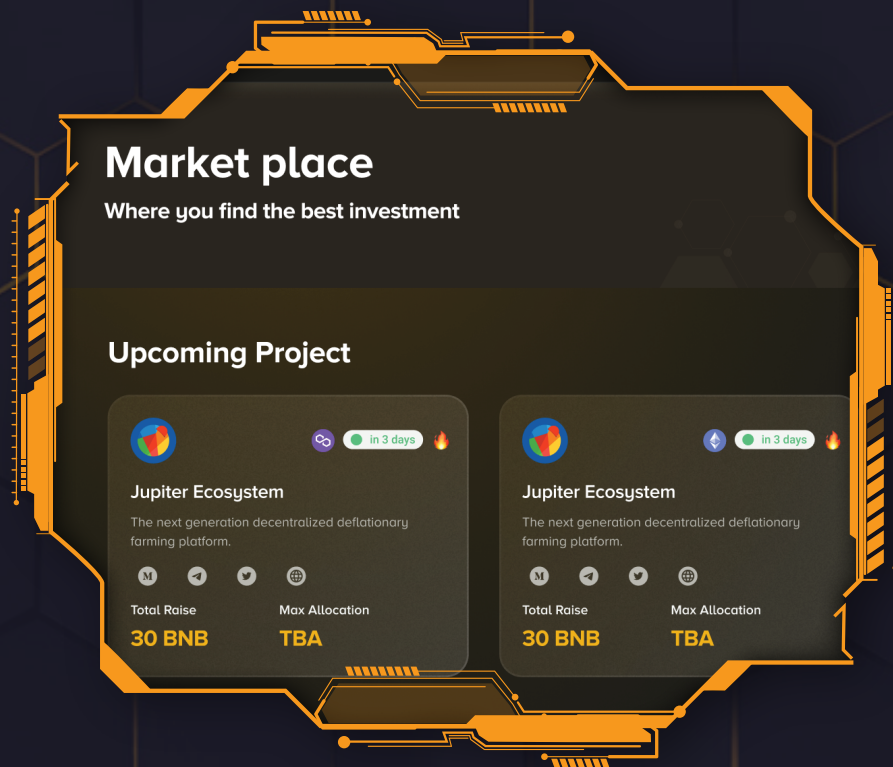 Market place
Where you find the best investment
Upcoming Project
in 3 days
Jupiter Ecosystem
The next generation decentralized deflationary
farming platform.
M
Total Raise Max Allocation
30 BNB TBA
in 3 days
Jupiter Ecosystem
The next generation decentralized deflationary
farming platform.
M
Total Raise Max Allocation
30 BNB TBA